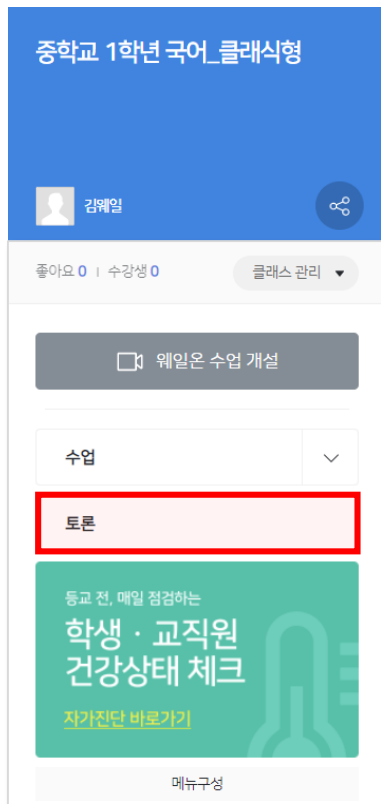 중학교 1학년 국어_클래식형
김웨일
좋아요 0 | 수강생 0
클래스 관리
웨일온 수업 개설
수업
토론
등교 전, 매일 점검하는
학생 · 교직원
건강상태 체크
자가진단 바로가기
메뉴구성